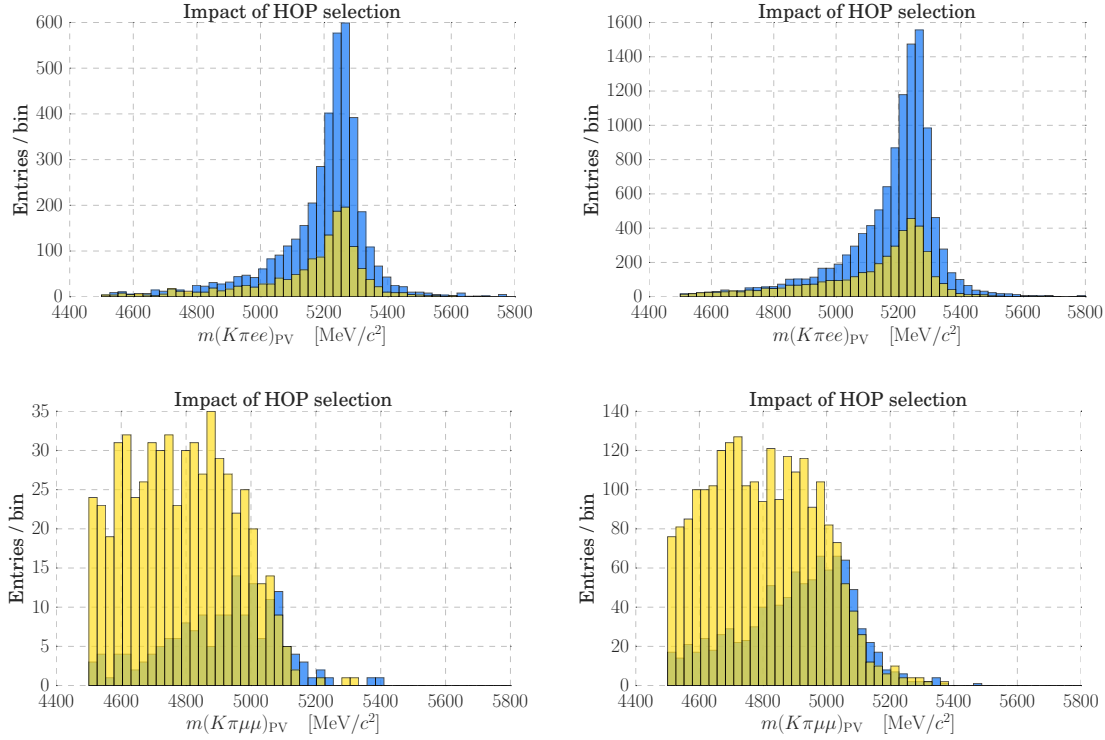 Impact of HOP selection
600
500
400
300
200
100
0
4400 4600 4800 5000 5200 5400 5600 5800
Entries / bin
m(Kπee)PV [MeV/c²]
Impact of HOP selection
1600
1400
1200
1000
800
600
400
200
0
4400 4600 4800 5000 5200 5400 5600 5800
Entries / bin
m(Kπee)PV [MeV/c²]
Impact of HOP selection
35
30
25
20
15
10
5
0
4400 4600 4800 5000 5200 5400 5600 5800
Entries / bin
m(Kπμμ)PV [MeV/c²]
Impact of HOP selection
140
120
100
80
60
40
20
0
4400 4600 4800 5000 5200 5400 5600 5800
Entries / bin
m(Kπμμ)PV [MeV/c²]